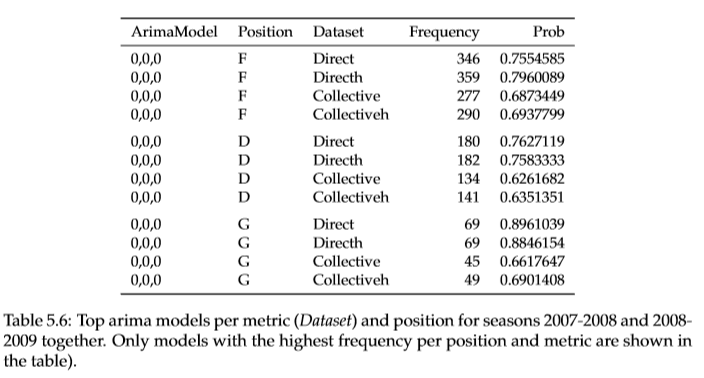 ArimaModel Position Dataset Frequency Prob
0,0,0 F Direct 346 0.7554585
0,0,0 F Directh 359 0.7960089
0,0,0 F Collective 277 0.6873449
0,0,0 F Collectiveh 290 0.6937799
0,0,0 D Direct 180 0.7627119
0,0,0 D Directh 182 0.7583333
0,0,0 D Collective 134 0.6261682
0,0,0 D Collectiveh 141 0.6351351
0,0,0 G Direct 69 0.8961039
0,0,0 G Directh 69 0.8846154
0,0,0 G Collective 45 0.6617647
0,0,0 G Collectiveh 49 0.6901408
Table 5.6: Top arima models per metric (Dataset) and position for seasons 2007-2008 and 2008-
2009 together. Only models with the highest frequency per position and metric are shown in
the table).